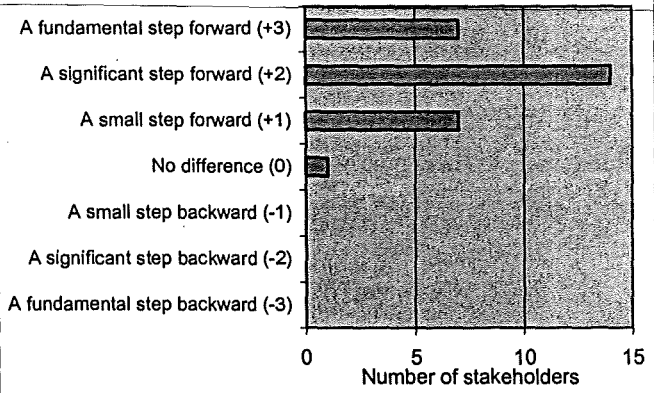 A fundamental step forward (+3)
A significant step forward (+2)
A small step forward (+1)
No difference (0)
A small step backward (-1)
A significant step backward (-2)
A fundamental step backward (-3)
0 5 10 15
Number of stakeholders